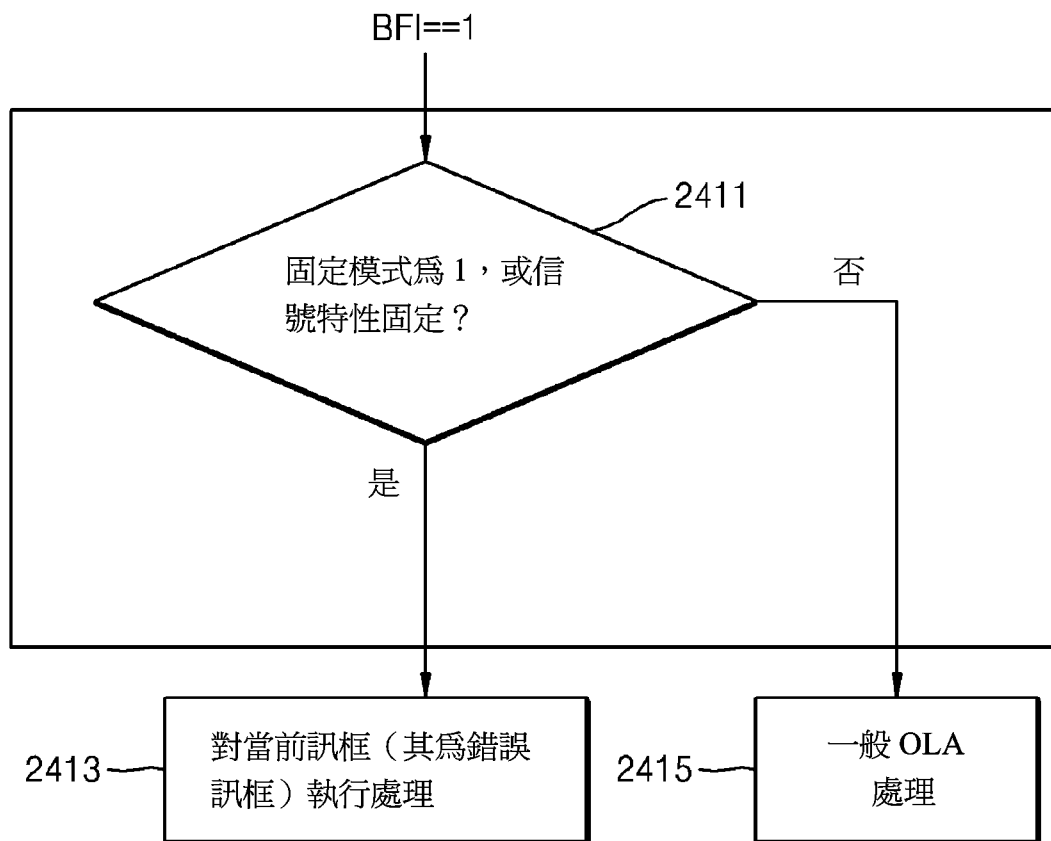 BFI==1
2411
固定模式爲 1，或信
號特性固定？
否
是
2413
對當前訊框（其爲錯誤
訊框）執行處理
2415
一般 OLA
處理